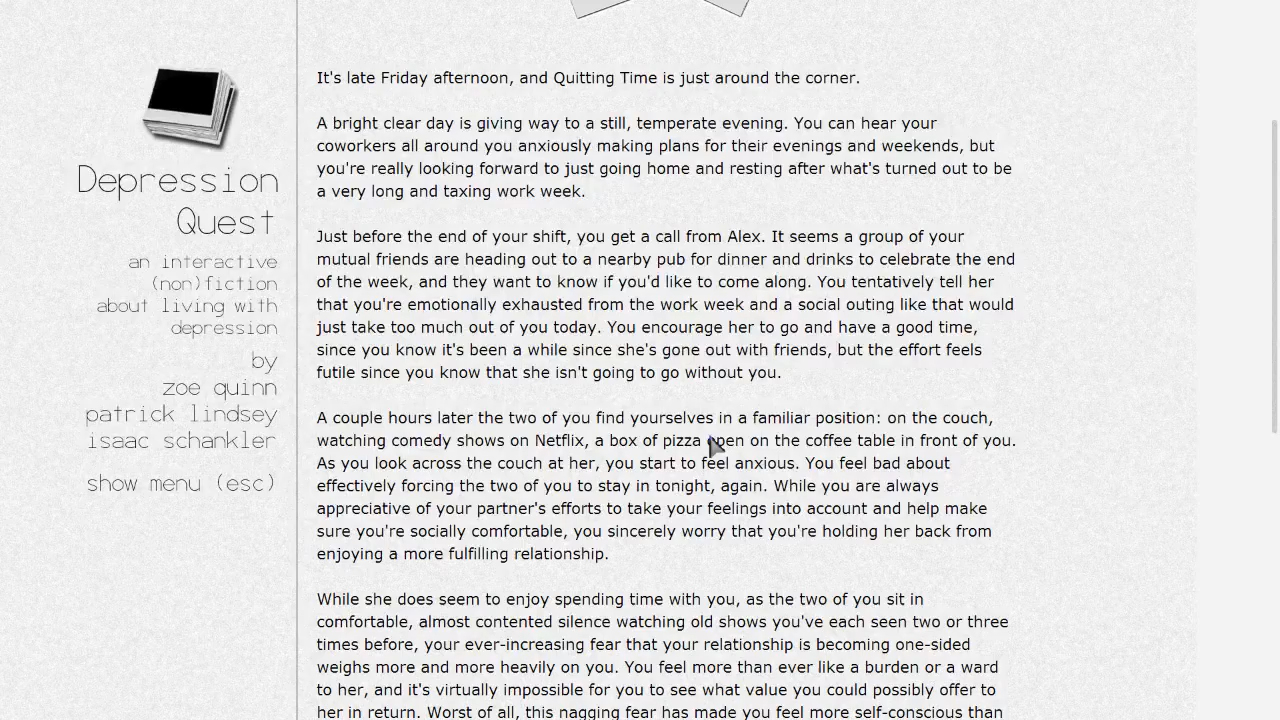 Depression
Quest
an interactive
(non)fiction
about living with
depression
by
zoe quinn
patrick lindsey
isaac schankler
show menu (esc)
It's late Friday afternoon, and Quitting Time is just around the corner.
A bright clear day is giving way to a still, temperate evening. You can hear your
coworkers all around you anxiously making plans for their evenings and weekends, but
you're really looking forward to just going home and resting after what's turned out to be
a very long and taxing work week.
Just before the end of your shift, you get a call from Alex. It seems a group of your
mutual friends are heading out to a nearby pub for dinner and drinks to celebrate the end
of the week, and they want to know if you'd like to come along. You tentatively tell her
that you're emotionally exhausted from the work week and a social outing like that would
just take too much out of you today. You encourage her to go and have a good time,
since you know it's been a while since she's gone out with friends, but the effort feels
futile since you know that she isn't going to go without you.
A couple hours later the two of you find yourselves in a familiar position: on the couch,
watching comedy shows on Netflix, a box of pizza open on the coffee table in front of you.
As you look across the couch at her, you start to feel anxious. You feel bad about
effectively forcing the two of you to stay in tonight, again. While you are always
appreciative of your partner's efforts to take your feelings into account and help make
sure you're socially comfortable, you sincerely worry that you're holding her back from
enjoying a more fulfilling relationship.
While she does seem to enjoy spending time with you, as the two of you sit in
comfortable, almost contented silence watching old shows you've each seen two or three
times before, your ever-increasing fear that your relationship is becoming one-sided
weighs more and more heavily on you. You feel more than ever like a burden or a ward
to her, and it's virtually impossible for you to see what value you could possibly offer to
her in return. Worst of all, this nagging fear has made you feel more self-conscious than